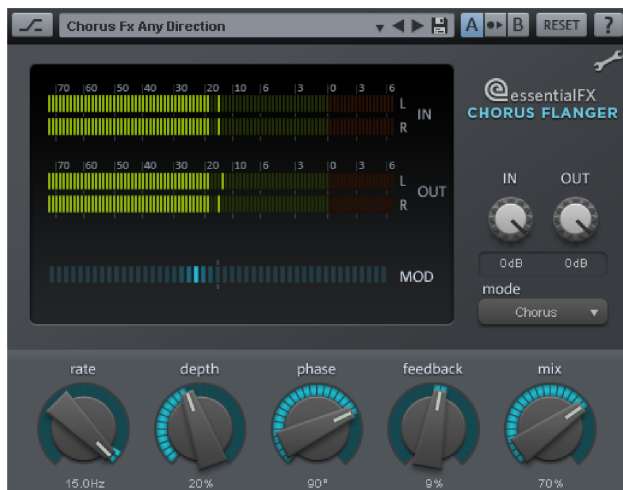 Chorus Fx Any Direction A B RESET ?
essentialFX
CHORUS FLANGER
70 60 50 40 30 20 10 6 3 0 3 6
L
IN
R
70 60 50 40 30 20 10 6 3 0 3 6
L
OUT
R
MOD
IN OUT
0dB 0dB
mode
Chorus
rate depth phase feedback mix
15.0Hz 20% 90° 9% 70%